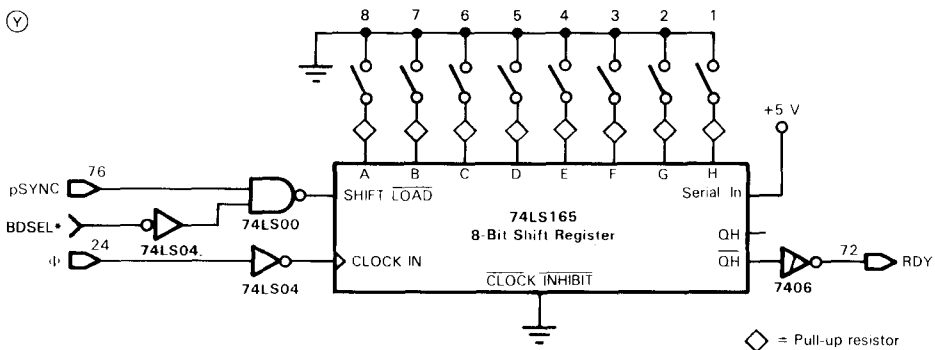 Y
8 7 6 5 4 3 2 1
+5 V
A B C D E F G H
pSYNC 76
SHIFT LOAD
Serial In
BDSEL*
74LS00
74LS165
8-Bit Shift Register
74LS04.
QH
Φ 24
CLOCK IN
QH
72 RDY
74LS04
CLOCK INHIBIT
7406
= Pull-up resistor